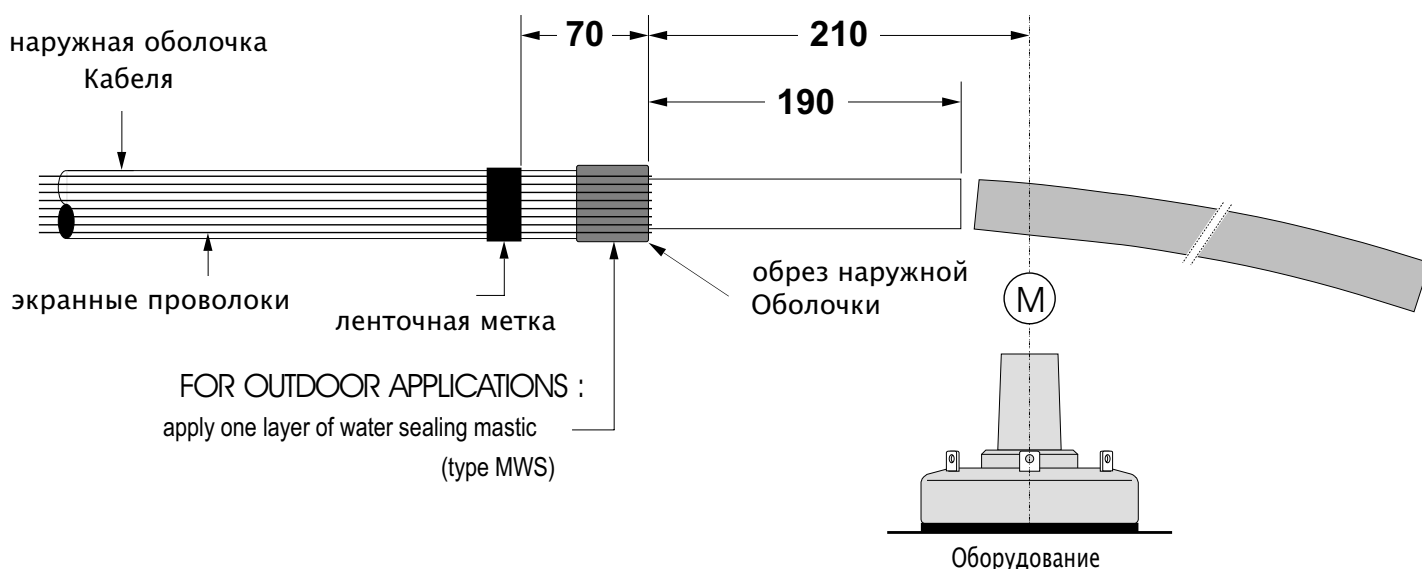 70
210
наружная оболочка
Кабеля
190
экранные проволоки
ленточная метка
обрез наружной
Оболочки
M
FOR OUTDOOR APPLICATIONS :
apply one layer of water sealing mastic
(type MWS)
Оборудование